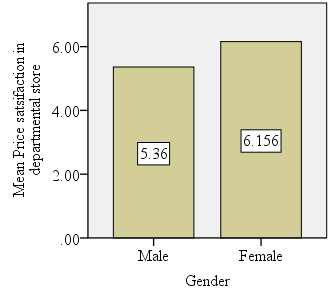 6.00
4.00
2.00
.00
Mean Price satsifaction in
departmental store
5.36
6.156
Male
Female
Gender